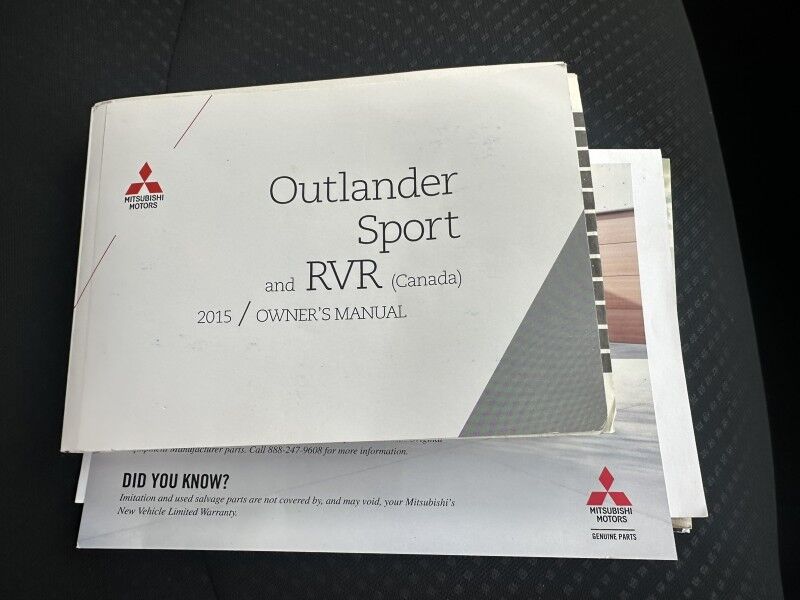 MITSUBISHI
MOTORS
Outlander
Sport
and RVR (Canada)
2015 / OWNER'S MANUAL
Manufacturer parts. Call 888-247-9608 for more information.
DID YOU KNOW?
Imitation and used salvage parts are not covered by, and may void, your Mitsubishi's
New Vehicle Limited Warranty.
MITSUBISHI
MOTORS
GENUINE PARTS